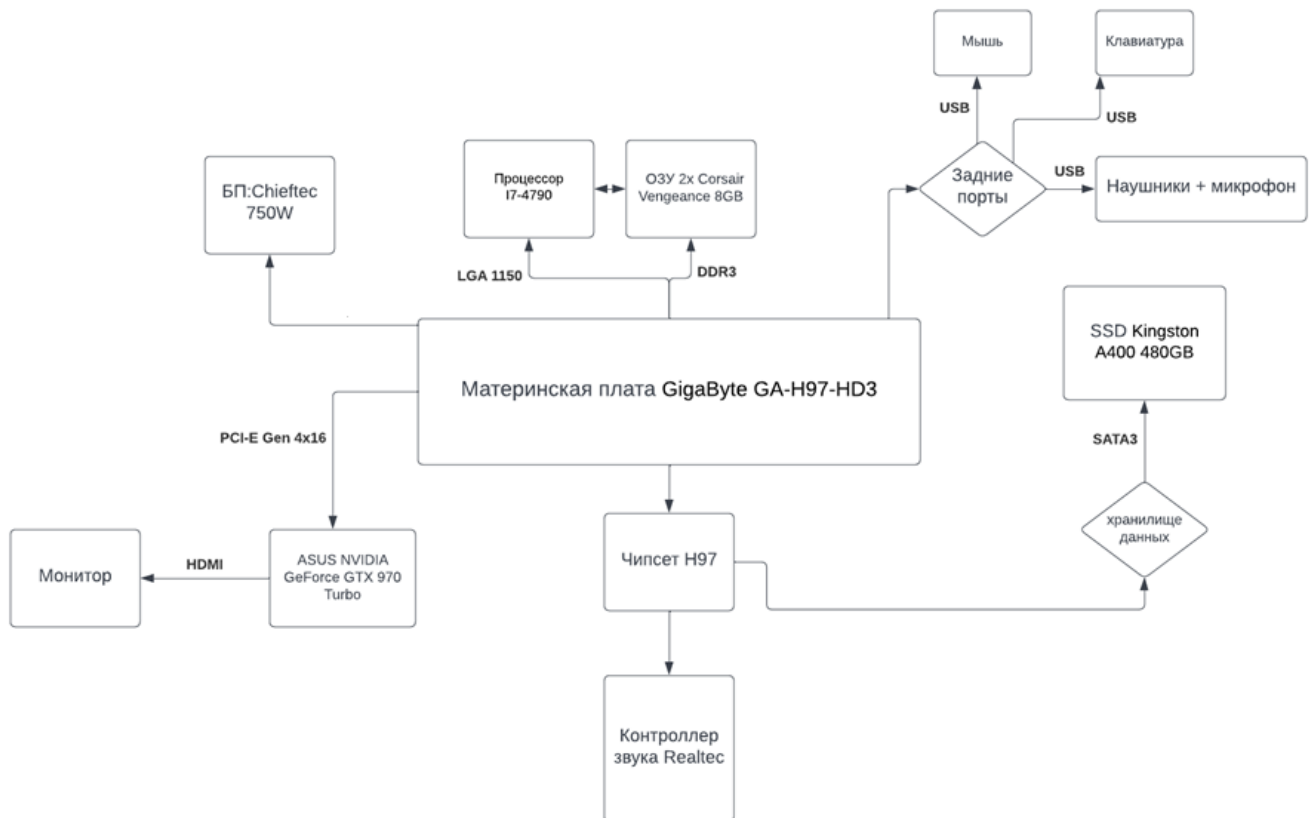 Мышь
Клавиатура
USB
USB
БП:Chieftec
750W
Процессор
I7-4790
ОЗУ 2x Corsair
Vengeance 8GB
Задние
порты
USB
Наушники + микрофон
LGA 1150
DDR3
SSD Kingston
A400 480GB
Материнская плата GigaByte GA-H97-HD3
PCI-E Gen 4x16
SATA3
хранилище
данных
Монитор
HDMI
ASUS NVIDIA
GeForce GTX 970
Turbo
Чипсет H97
Контроллер
звука Realtec